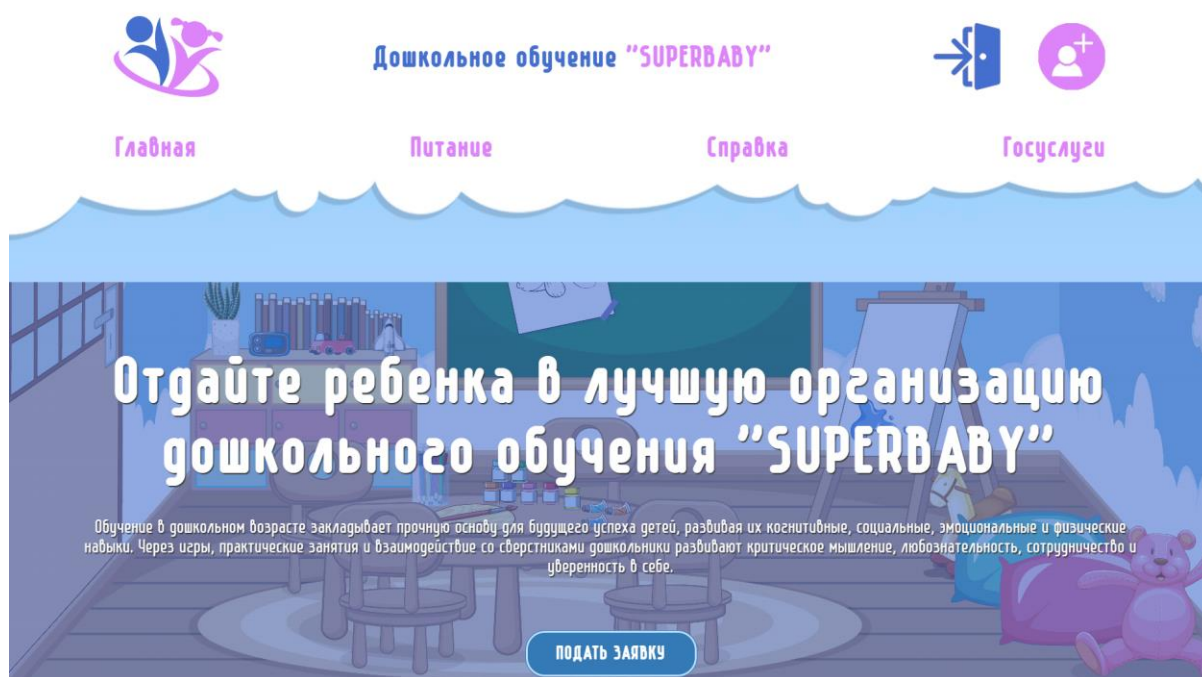 Дошкольное обучение "SUPERBABY"
Главная
Питание
Справка
Госуслуги
Отдайте ребенка в лучшую организацию
дошкольного обучения "SUPERBABY"
Обучение в дошкольном возрасте закладывает прочную основу для будущего успеха детей, развивая их когнитивные, социальные, эмоциональные и физические
навыки. Через игры, практические занятия и взаимодействие со сверстниками дошкольники развивают критическое мышление, любознательность, сотрудничество и
уверенность в себе.
ПОДАТЬ ЗАЯВКУ